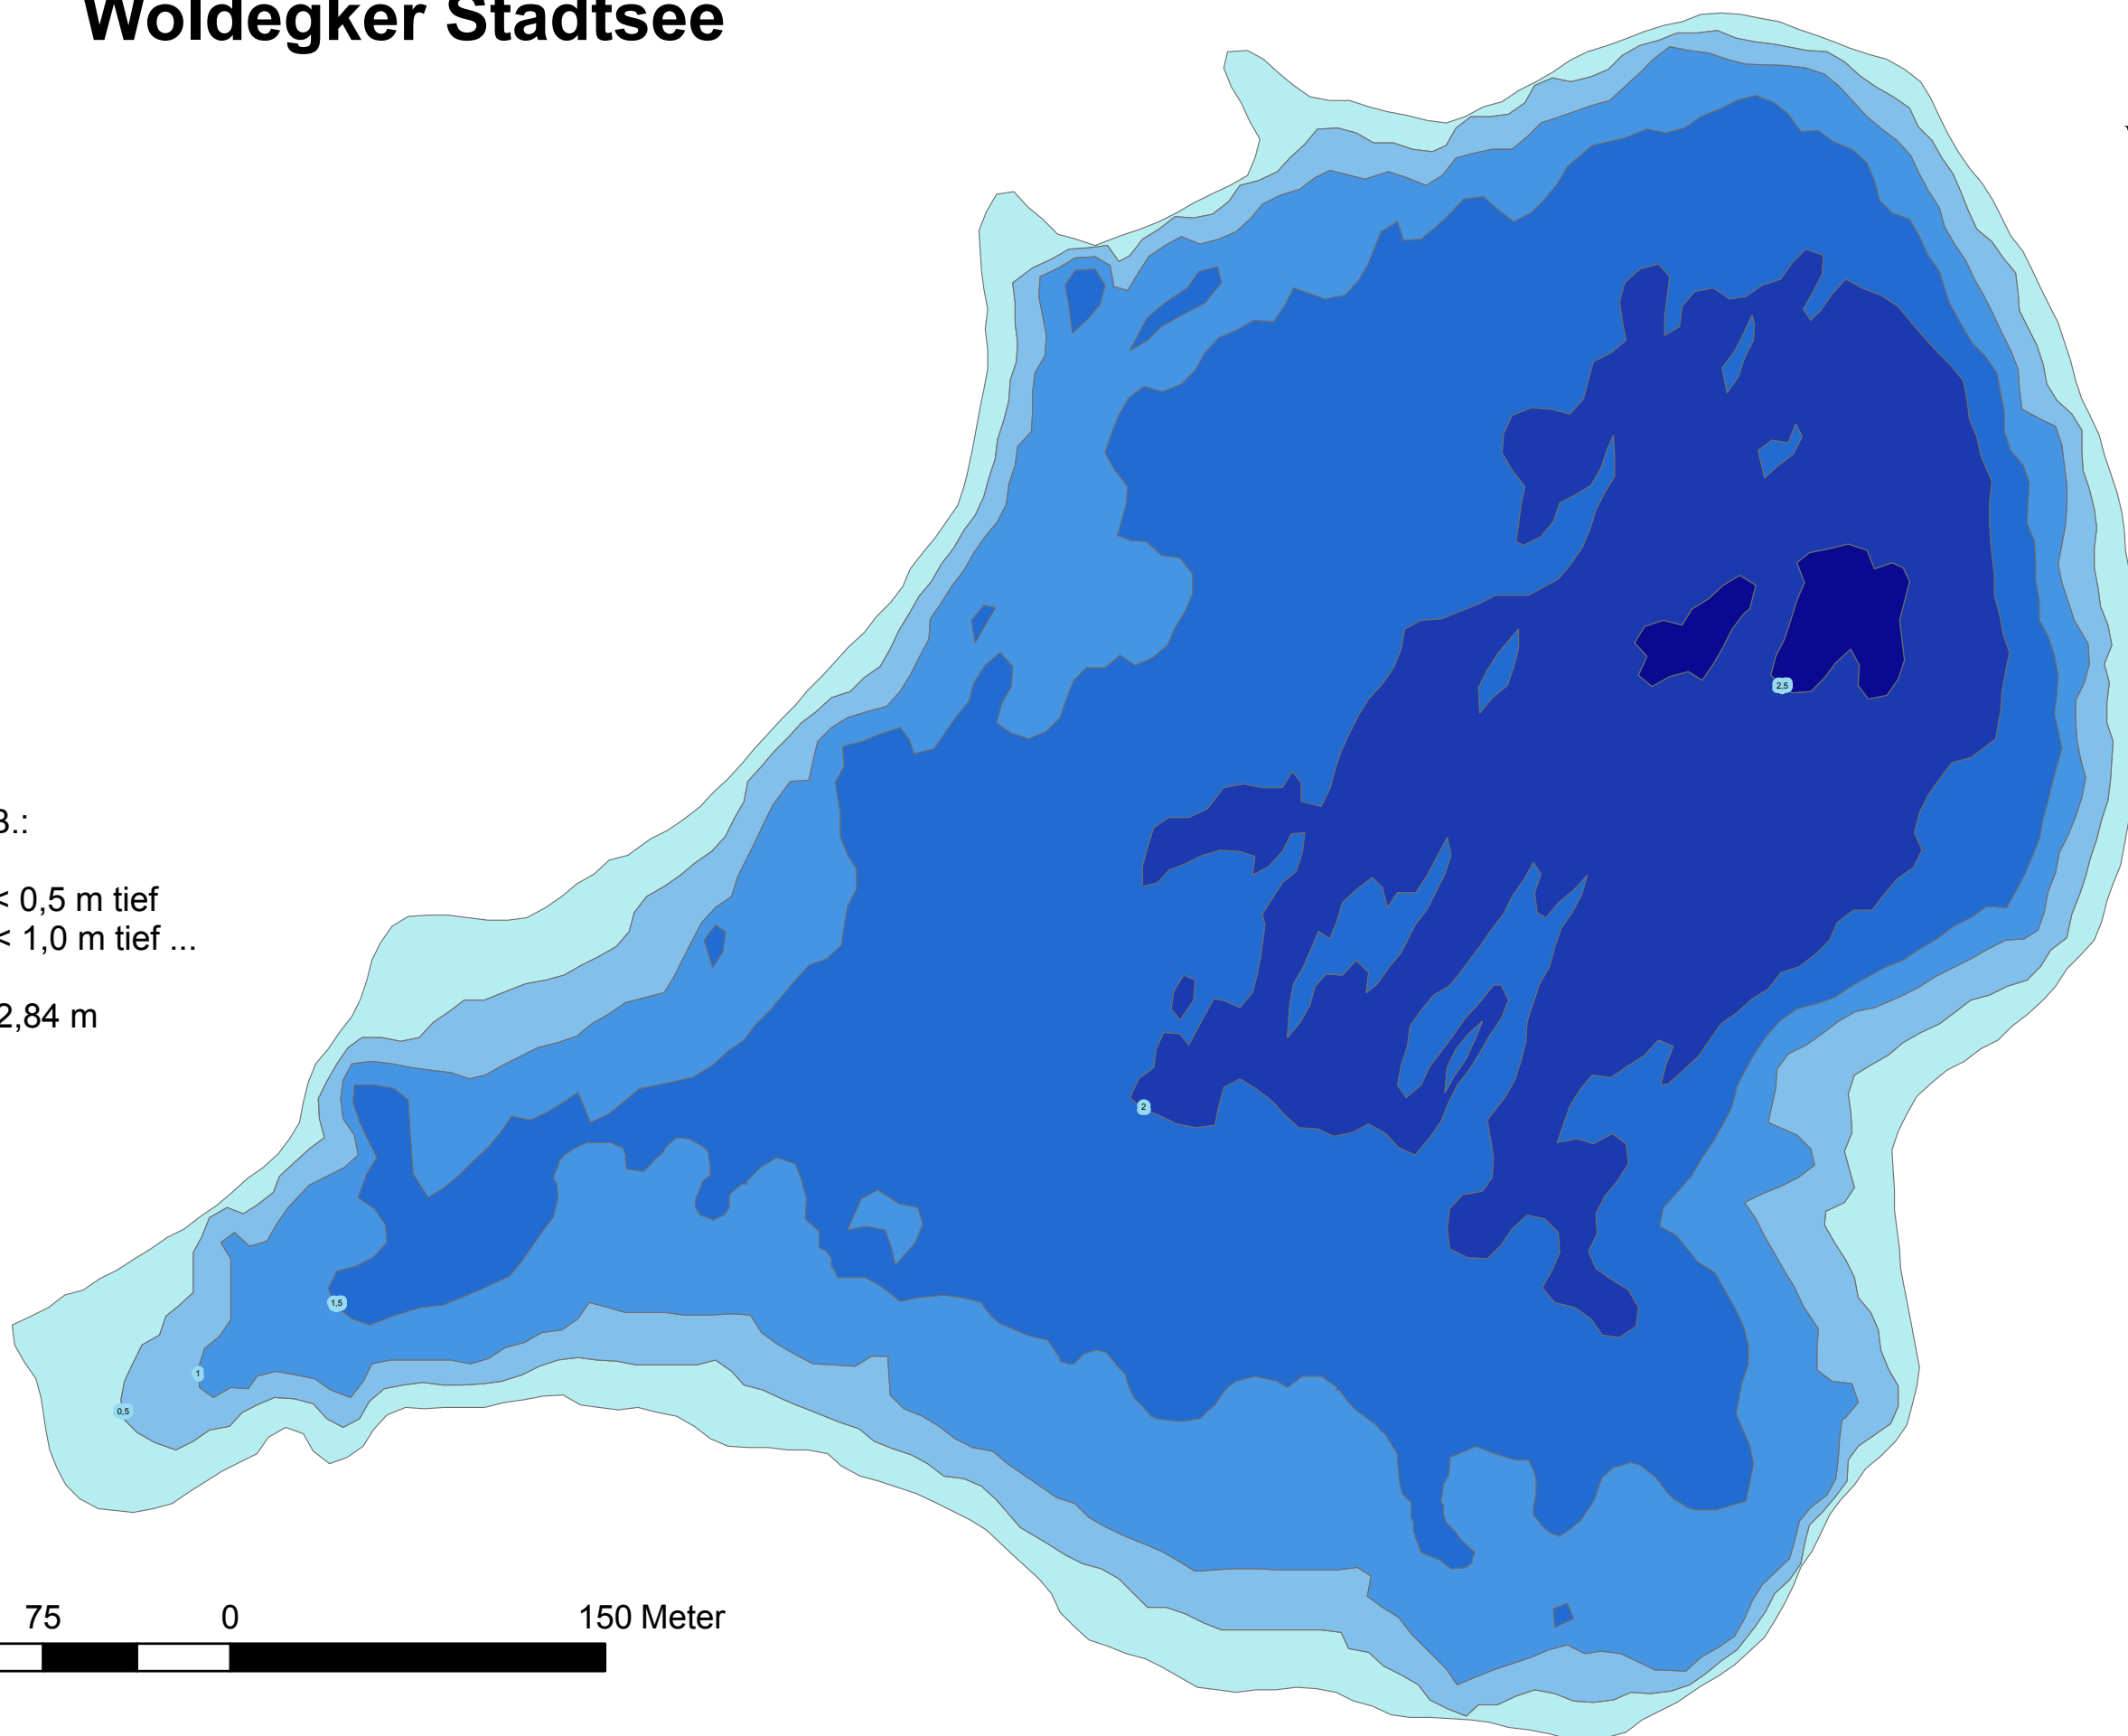 Woldegker Stadtsee
2,5
B.:
< 0,5 m tief
< 1,0 m tief ...
2,84 m
2
1,5
1
0,5
75 0 150 Meter